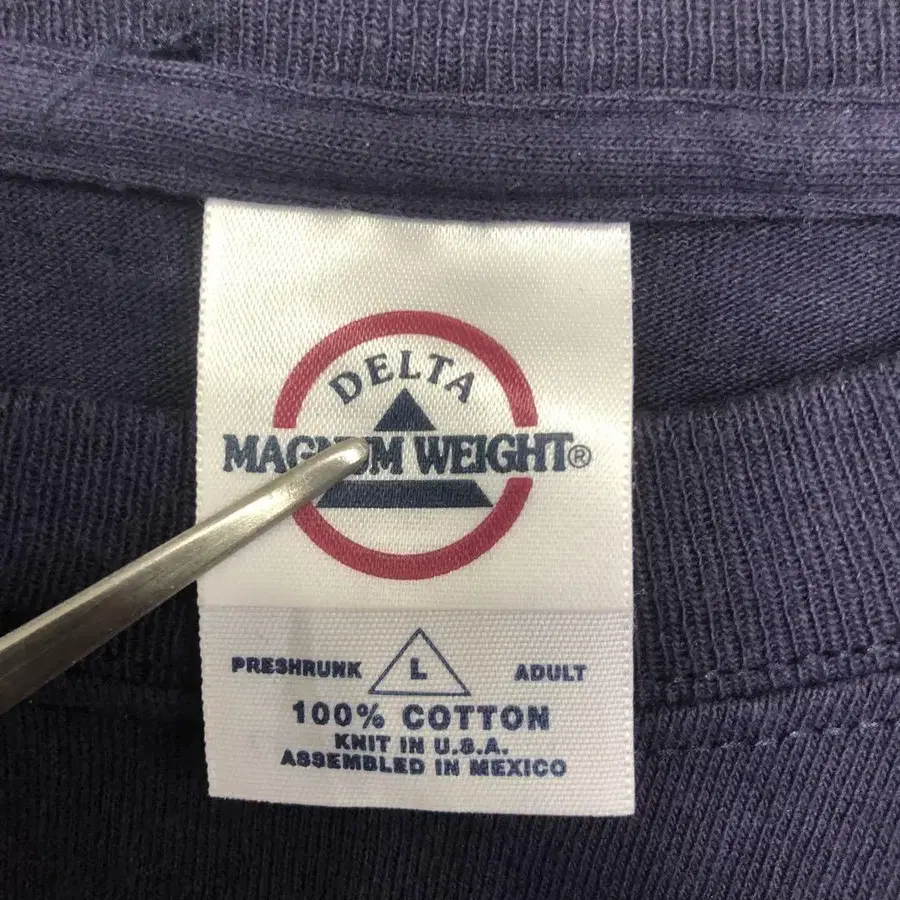 DELTA
MAGNUM WEIGHT®
PRESHRUNK L ADULT
100% COTTON
KNIT IN U.S.A.
ASSEMBLED IN MEXICO